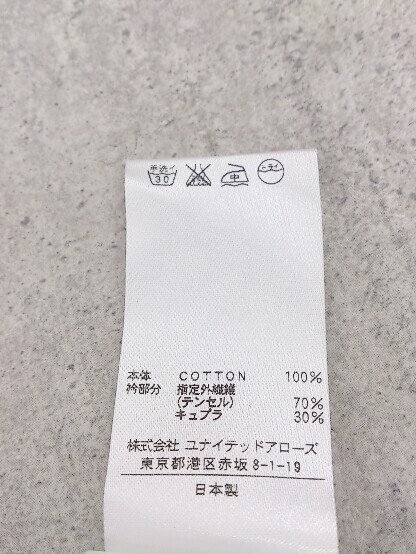 手洗イ
30
中
ドライ
本体 COTTON 100%
衿部分 指定外繊維
(テンセル) 70%
キュプラ 30%
株式会社 ユナイテッドアローズ
東京都港区赤坂8-1-19
日本製